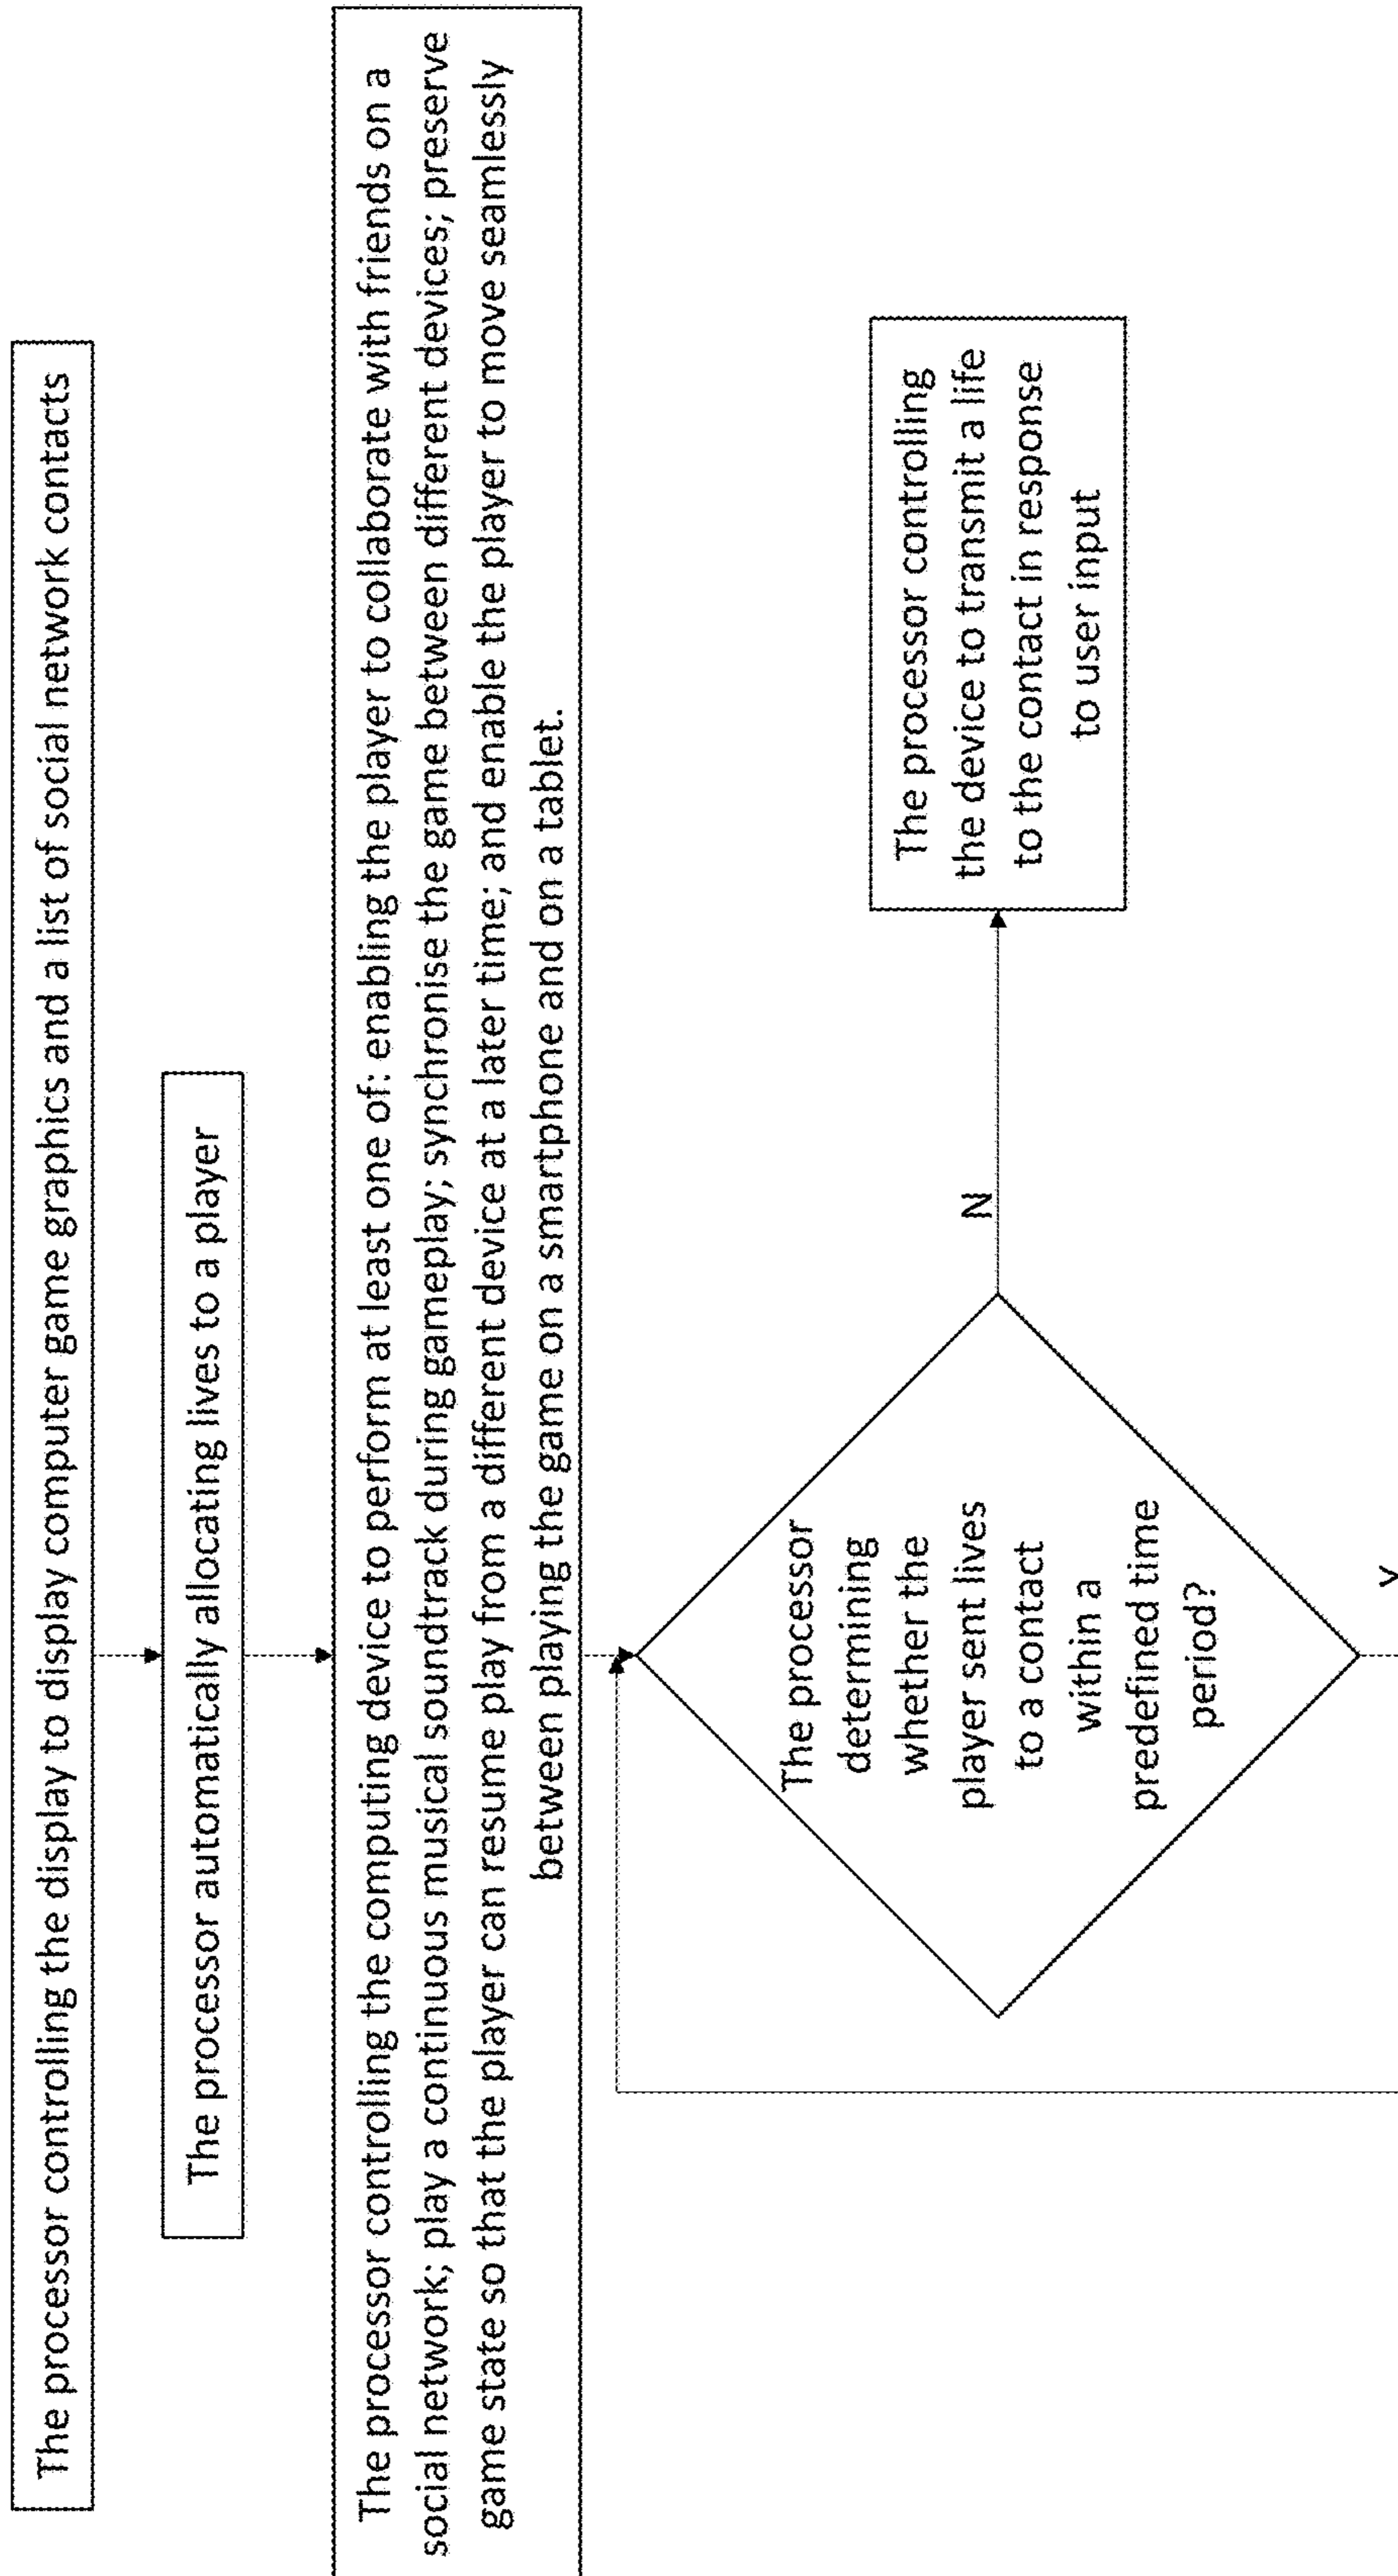 The processor controlling the display to display computer game graphics and a list of social network contacts
The processor automatically allocating lives to a player
The processor controlling the computing device to perform at least one of: enabling the player to collaborate with friends on a
social network; play a continuous musical soundtrack during gameplay; synchronise the game between different devices; preserve
game state so that the player can resume play from a different device at a later time; and enable the player to move seamlessly
between playing the game on a smartphone and on a tablet.
The processor
determining
whether the
player sent lives
to a contact
within a
predefined time
period?
N
The processor controlling
the device to transmit a life
to the contact in response
to user input